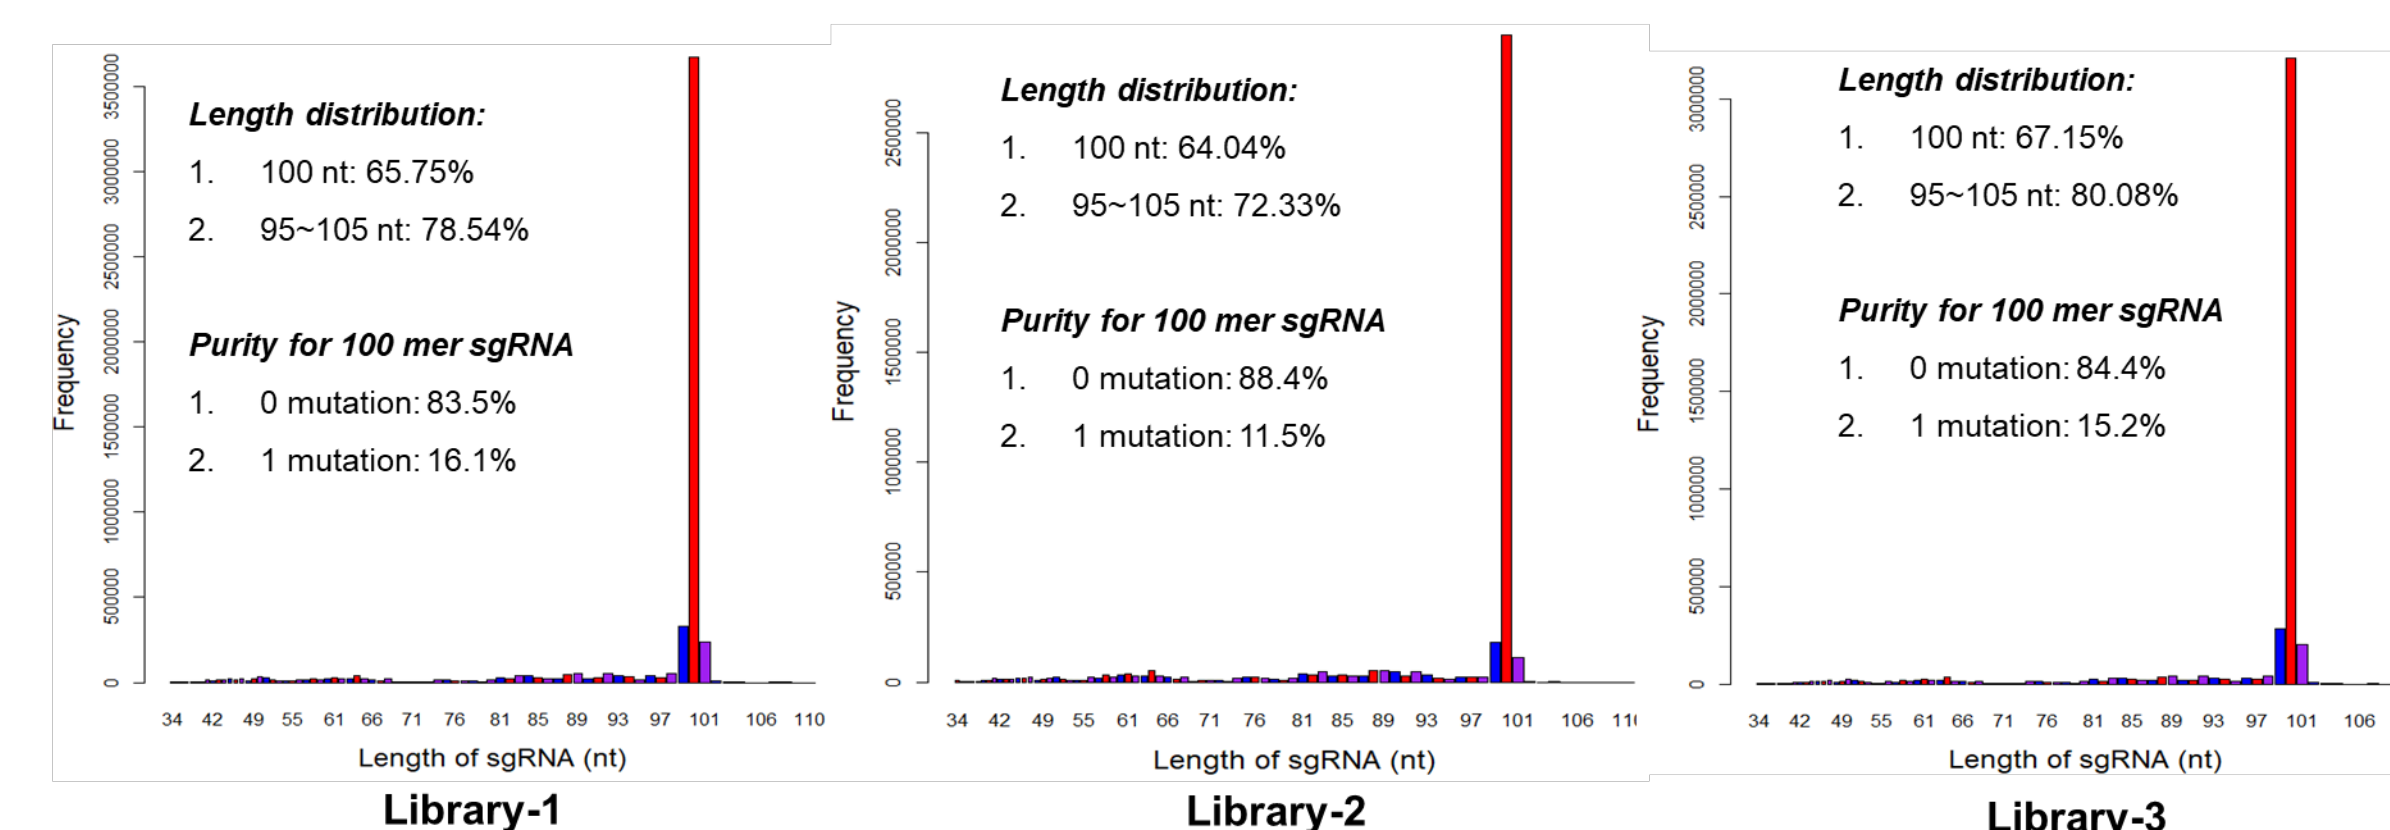 Length distribution:
1. 100 nt: 65.75%
2. 95~105 nt: 78.54%
Purity for 100 mer sgRNA
1. 0 mutation: 83.5%
2. 1 mutation: 16.1%
Frequency
3500000
3000000
2500000
2000000
1500000
1000000
500000
0
34 42 49 55 61 66 71 76 81 85 89 93 97 101 106 110
Length of sgRNA (nt)
Library-1
Length distribution:
1. 100 nt: 64.04%
2. 95~105 nt: 72.33%
Purity for 100 mer sgRNA
1. 0 mutation: 88.4%
2. 1 mutation: 11.5%
Frequency
2500000
2000000
1500000
1000000
500000
0
34 42 49 55 61 66 71 76 81 85 89 93 97 101 106
Length of sgRNA (nt)
Library-2
Length distribution:
1. 100 nt: 67.15%
2. 95~105 nt: 80.08%
Purity for 100 mer sgRNA
1. 0 mutation: 84.4%
2. 1 mutation: 15.2%
Frequency
3000000
2500000
2000000
1500000
1000000
500000
0
34 42 49 55 61 66 71 76 81 85 89 93 97 101 106
Length of sgRNA (nt)
Library-3